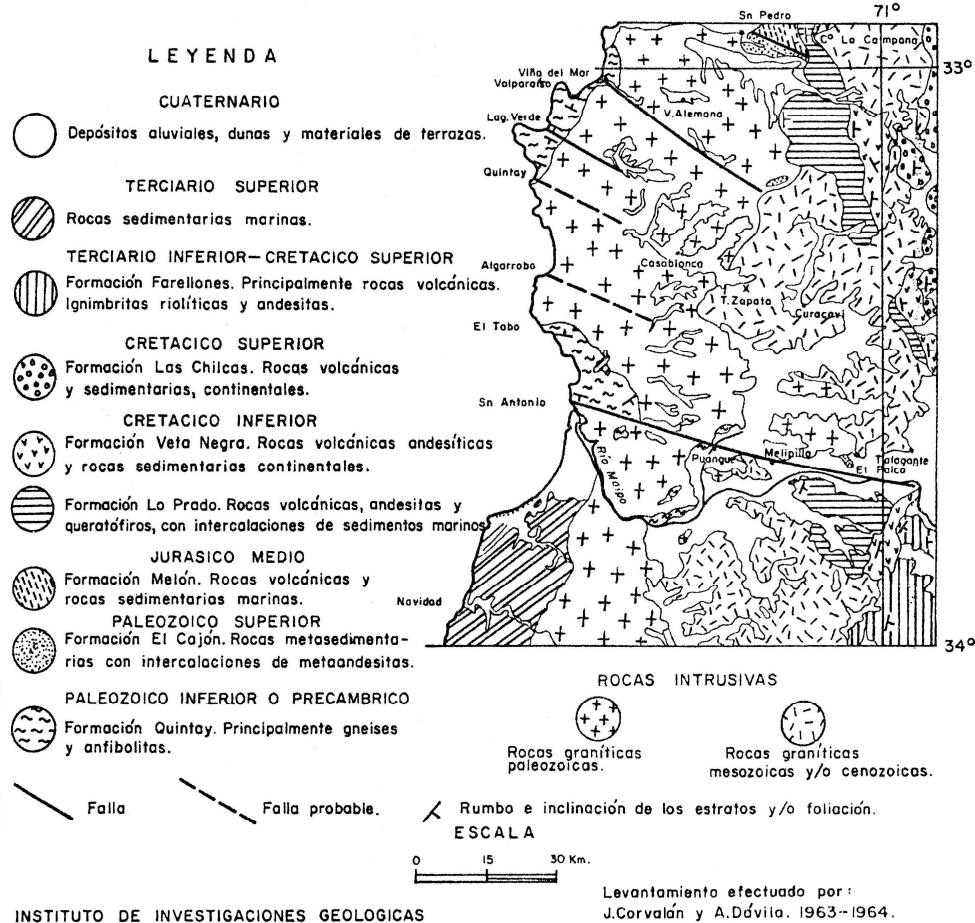 LEYENDA
CUATERNARIO
Depósitos aluviales, dunas y materiales de terrazas.
TERCIARIO SUPERIOR
Rocas sedimentarias marinas.
TERCIARIO INFERIOR-CRETACICO SUPERIOR
Formación Farellones. Principalmente rocas volcánicas.
Ignimbritas riolíticas y andesitas.
CRETACICO SUPERIOR
Formación Las Chilcas. Rocas volcánicas
y sedimentarias, continentales.
CRETACICO INFERIOR
Formación Veta Negra. Rocas volcánicas andesíticas
y rocas sedimentarias continentales.
Formación Lo Prado. Rocas volcánicas, andesitas y
queratófiros, con intercalaciones de sedimentos marinos
JURASICO MEDIO
Formación Melón. Rocas volcánicas y
rocas sedimentarias marinas.
PALEOZOICO SUPERIOR
Formación El Cajón. Rocas metasedimenta-
rias con intercalaciones de metaandesitas.
PALEOZOICO INFERIOR O PRECAMBRICO
Formación Quintay. Principalmente gneises
y anfibolitas.
Falla
Falla probable.
Rumbo e inclinación de los estratos y/o foliación.
71°
Sn Pedro
C° La Campana
33°
Viña del Mar
Valparaíso
V. Alemana
Lag. Verde
Quintay
Casablanca
Algarrobo
T. Zapata
Curacaví
El Tabo
Sn Antonio
Río Maipo
Puangue
Melipilla
Talagante
El Paico
Navidad
34°
ROCAS INTRUSIVAS
Rocas graníticas
paleozoicas.
Rocas graníticas
mesozoicas y/o cenozoicas.
ESCALA
0 15 30 Km.
INSTITUTO DE INVESTIGACIONES GEOLOGICAS
Levantamiento efectuado por:
J.Corvalán y A.Dávila. 1963--1964.